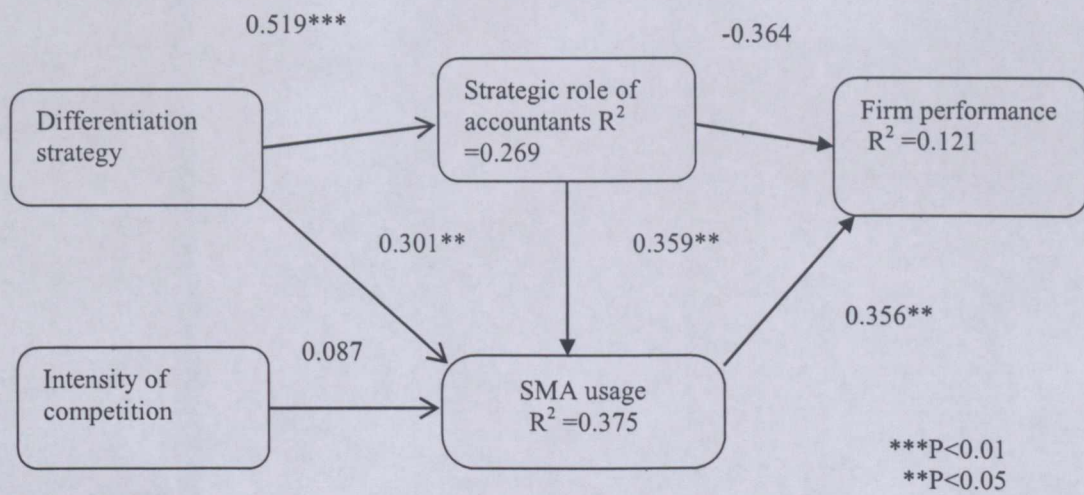 0.519***
-0.364
Differentiation
strategy
Strategic role of
accountants R²
=0.269
Firm performance
R² =0.121
0.301**
0.359**
0.356**
0.087
Intensity of
competition
SMA usage
R² =0.375
***P<0.01
**P<0.05